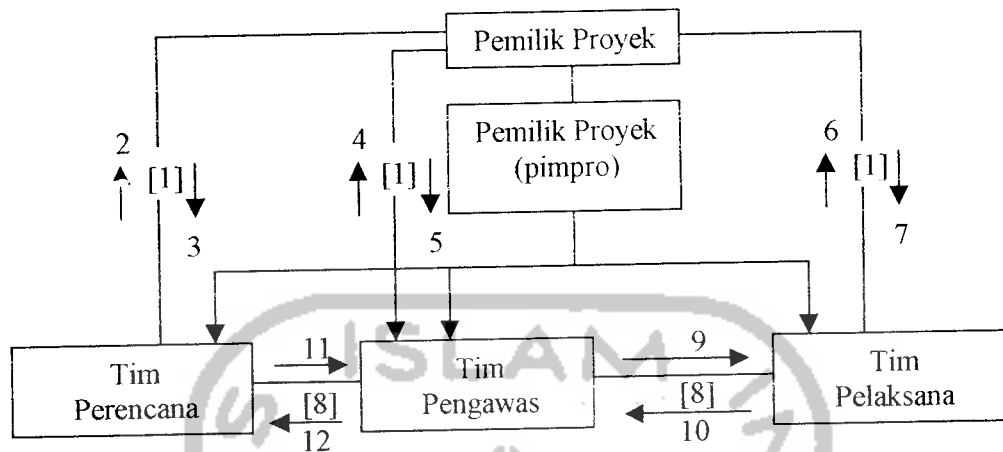 Pemilik Proyek
Pemilik Proyek
(pimpro)
2
[1]
3
4
[1]
5
6
[1]
7
ISLAM
Tim
Perencana
11
[8]
12
Tim
Pengawas
9
[8]
10
Tim
Pelaksana